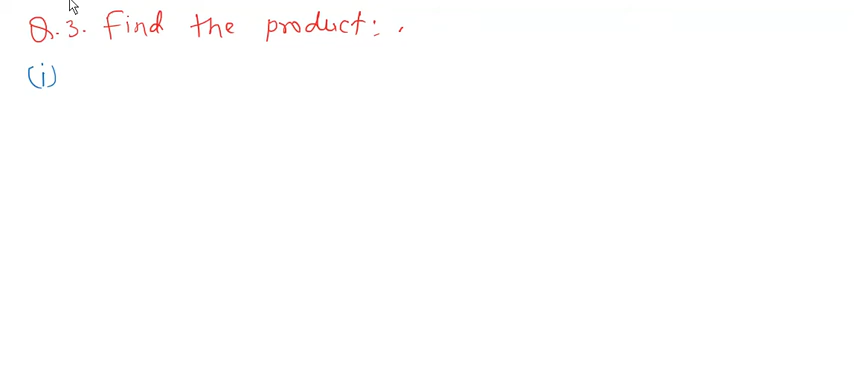 Q.3. Find the product:
(i)